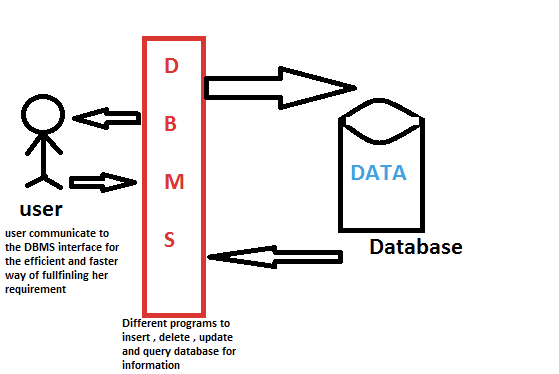 D
B
M
S
DATA
user
Database
user communicate to
the DBMS interface for
the efficient and faster
way of fullfinling her
requirement
Different programs to
insert , delete , update
and query database for
information